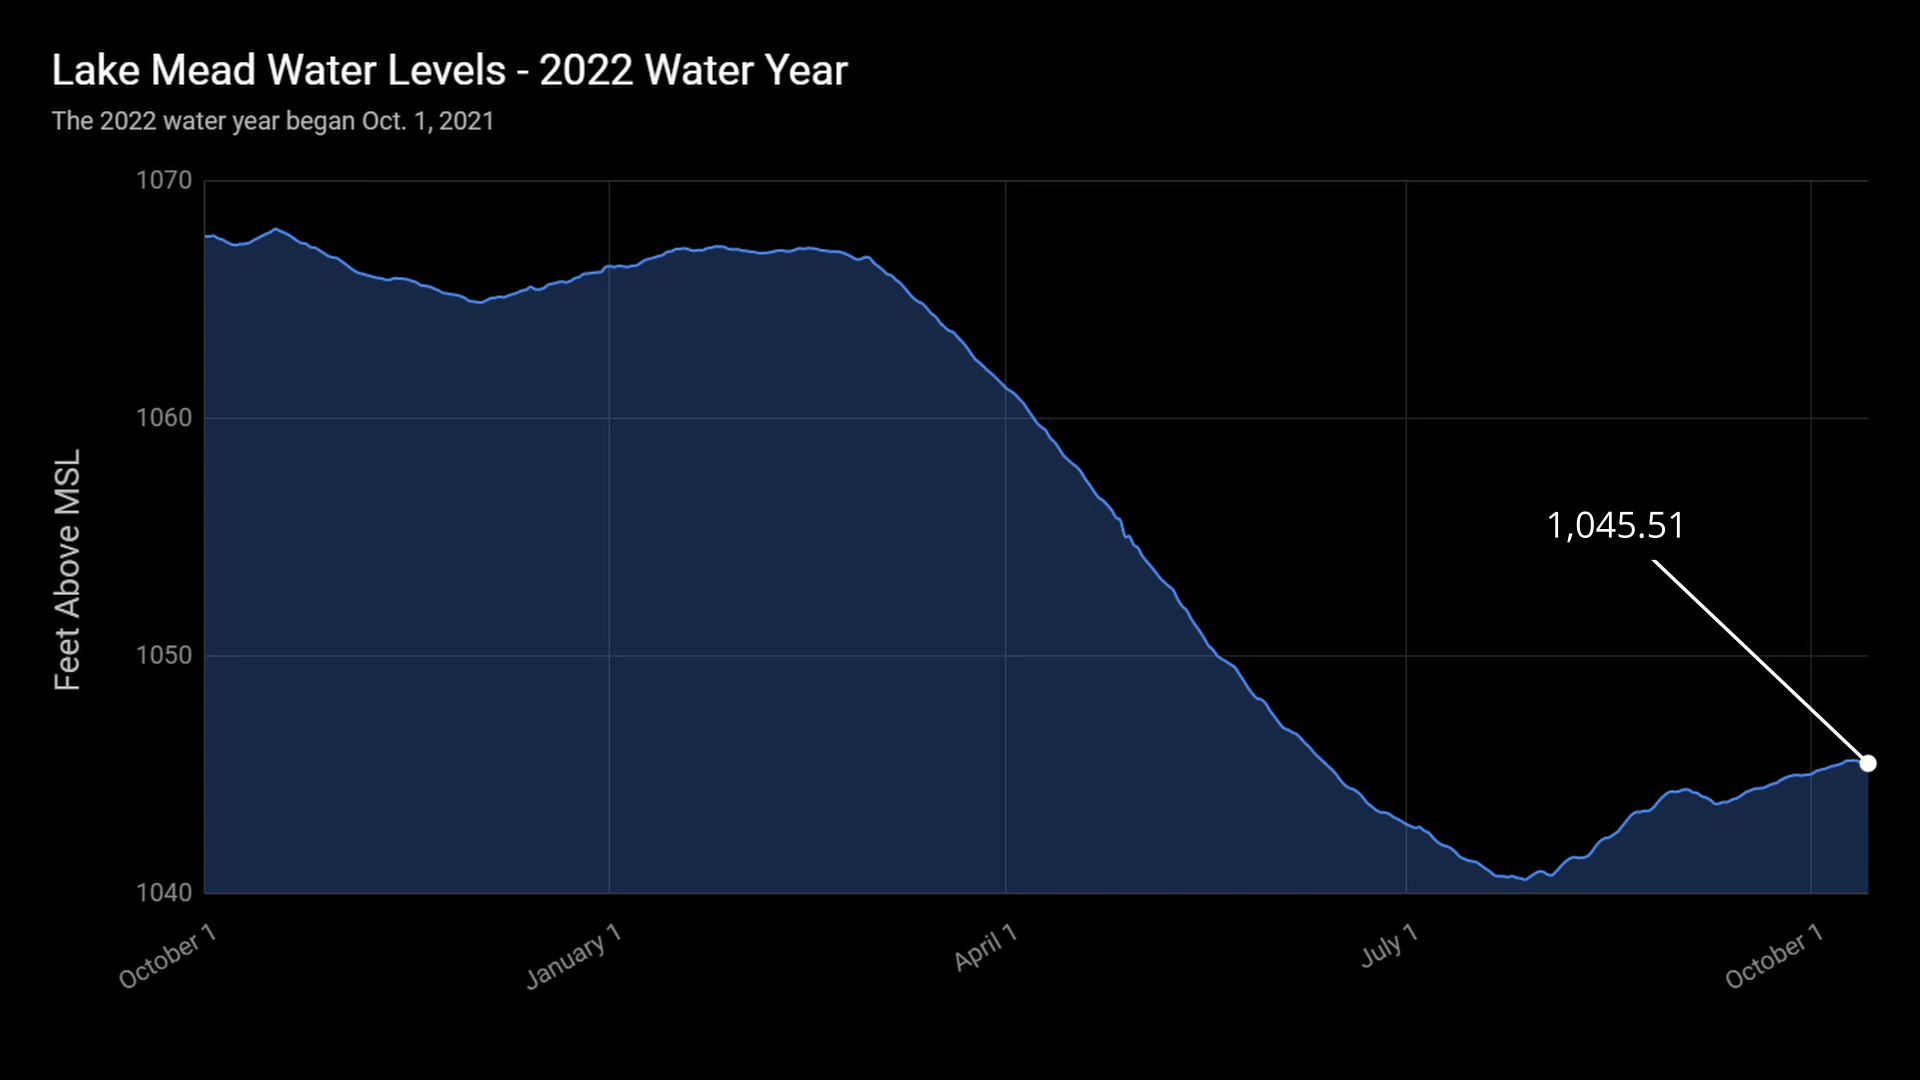 Lake Mead Water Levels - 2022 Water Year
The 2022 water year began Oct. 1, 2021
1070
1060
1050
1040
Feet Above MSL
1,045.51
October 1
January 1
April 1
July 1
October 1